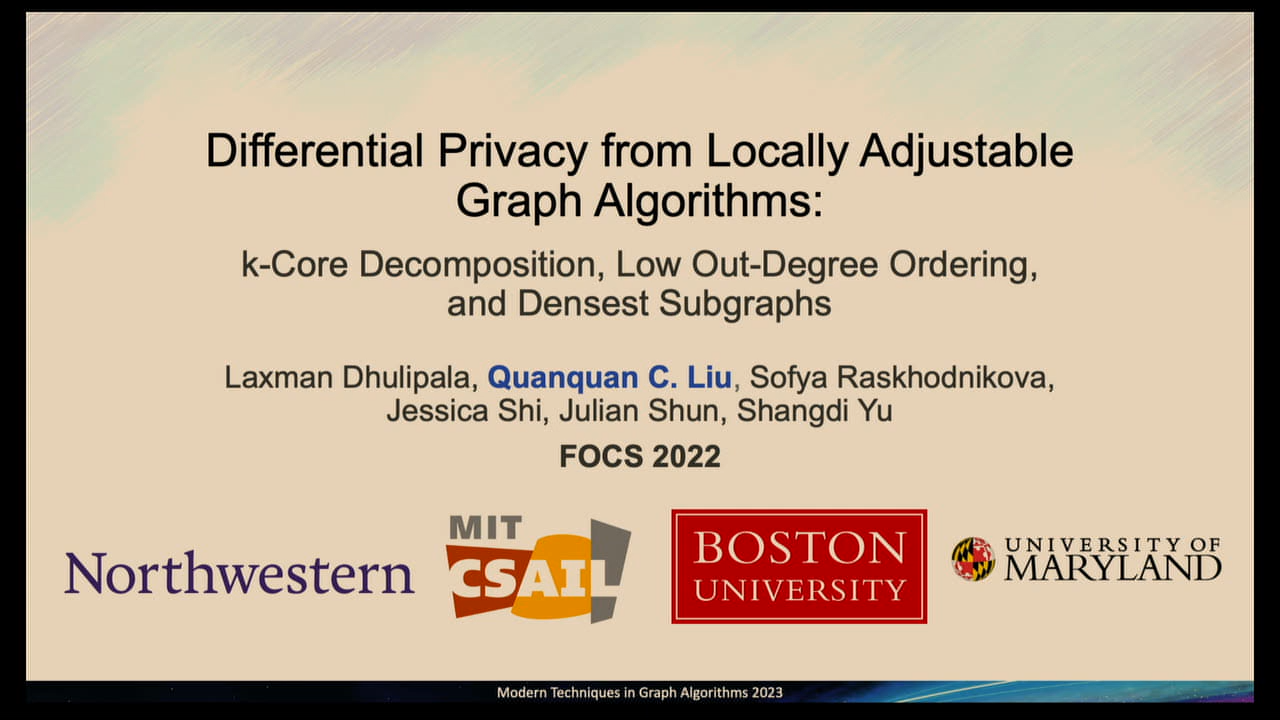 Differential Privacy from Locally Adjustable
Graph Algorithms:
k-Core Decomposition, Low Out-Degree Ordering,
and Densest Subgraphs
Laxman Dhulipala, Quanquan C. Liu, Sofya Raskhodnikova,
Jessica Shi, Julian Shun, Shangdi Yu
FOCS 2022
Northwestern
MIT
CSAIL
BOSTON
UNIVERSITY
UNIVERSITY OF
MARYLAND
Modern Techniques in Graph Algorithms 2023